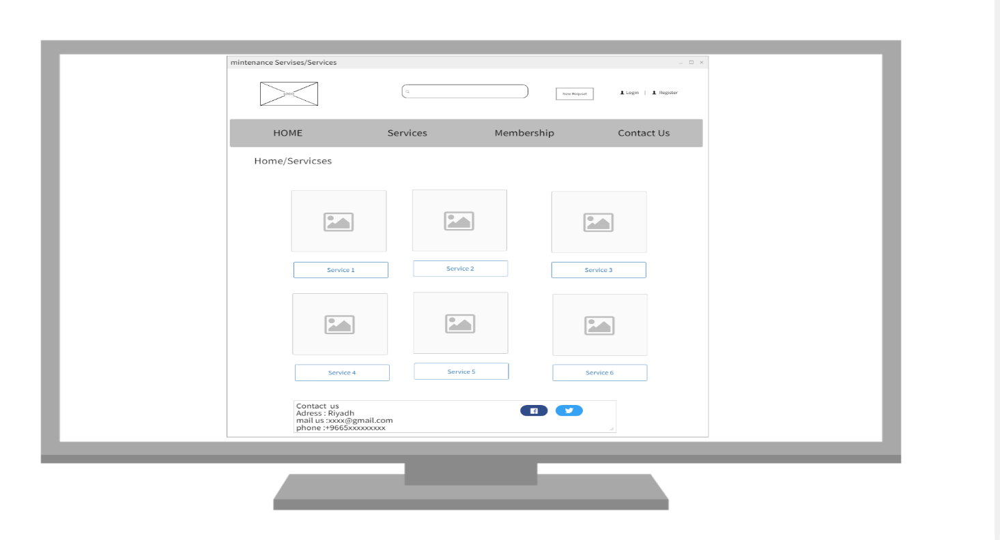 mintenance Servises/Services
LOGO
New Reqeust
Login | Register
HOME Services Membership Contact Us
Home/Servicses
Service 1 Service 2 Service 3
Service 4 Service 5 Service 6
Contact us
Adress : Riyadh
mail us :xxxx@gmail.com
phone :+9665xxxxxxxxx